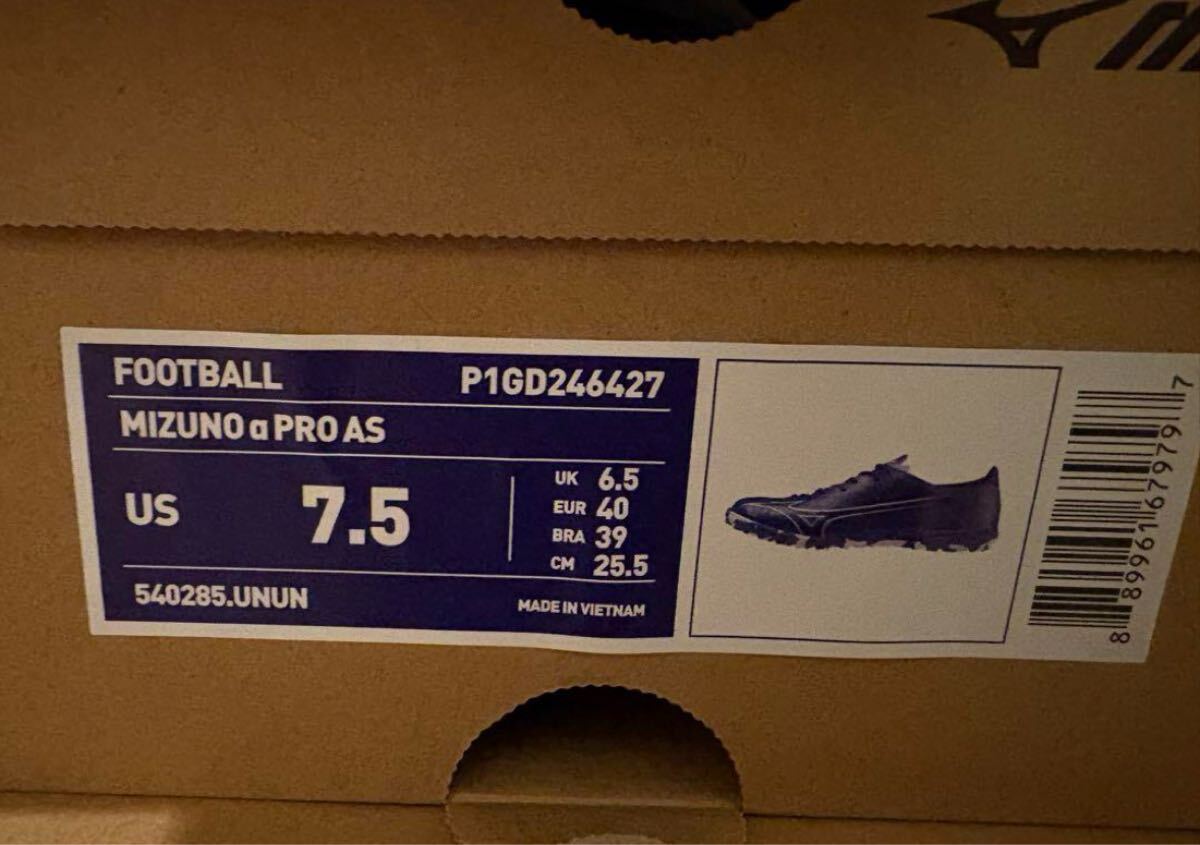 FOOTBALL P1GD246427
MIZUNO α PRO AS
US 7.5
UK 6.5
EUR 40
BRA 39
CM 25.5
540285.UNUN
MADE IN VIETNAM
8 89961 67979 7